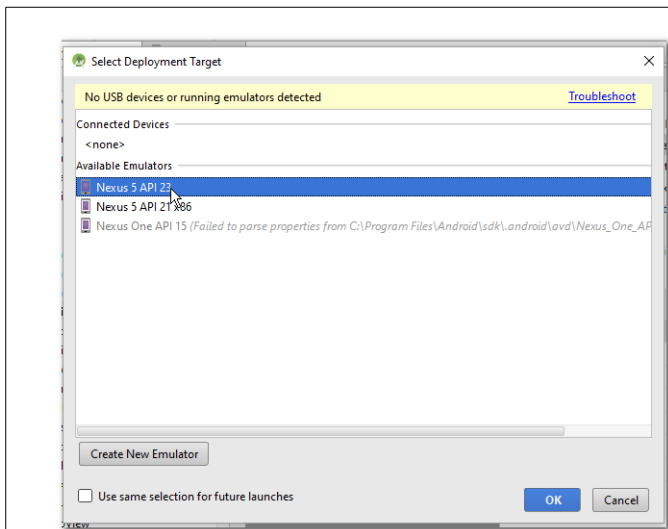 Select Deployment Target
No USB devices or running emulators detected Troubleshoot
Connected Devices
<none>
Available Emulators
Nexus 5 API 23
Nexus 5 API 21 x86
Nexus One API 15 (Failed to parse properties from C:\Program Files\Android\sdk\.android\avd\Nexus_One_AP
Create New Emulator
Use same selection for future launches
OK Cancel